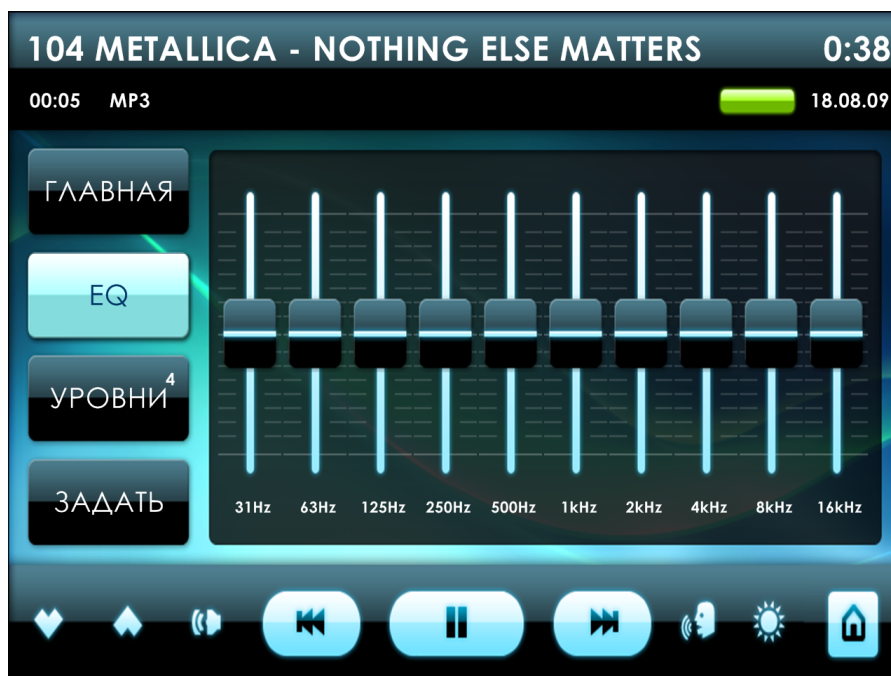 104 METALLICA - NOTHING ELSE MATTERS 0:38
00:05 MP3 18.08.09
ГЛАВНАЯ
EQ
УРОВНИ 4
ЗАДАТЬ
31Hz 63Hz 125Hz 250Hz 500Hz 1kHz 2kHz 4kHz 8kHz 16kHz